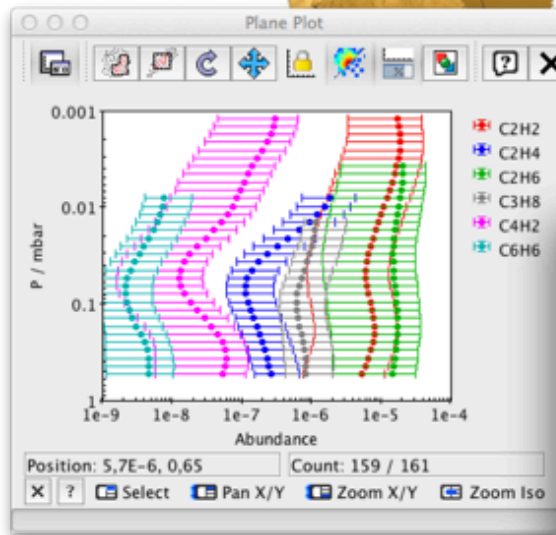 Plane Plot
0.001
0.01
0.1
1
P / mbar
1e-9 1e-8 1e-7 1e-6 1e-5 1e-4
Abundance
C2H2
C2H4
C2H6
C3H8
C4H2
C6H6
Position: 5,7E-6, 0,65 Count: 159 / 161
Select Pan X/Y Zoom X/Y Zoom Iso